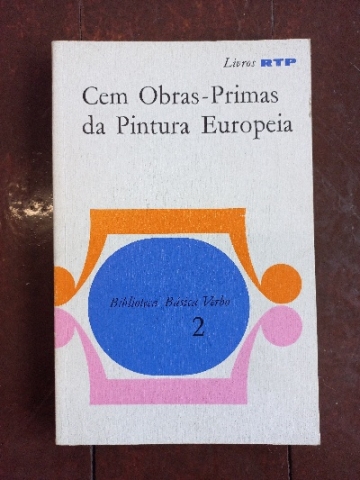 Livros RTP
Cem Obras-Primas
da Pintura Europeia
Biblioteca Básica Verbo
2